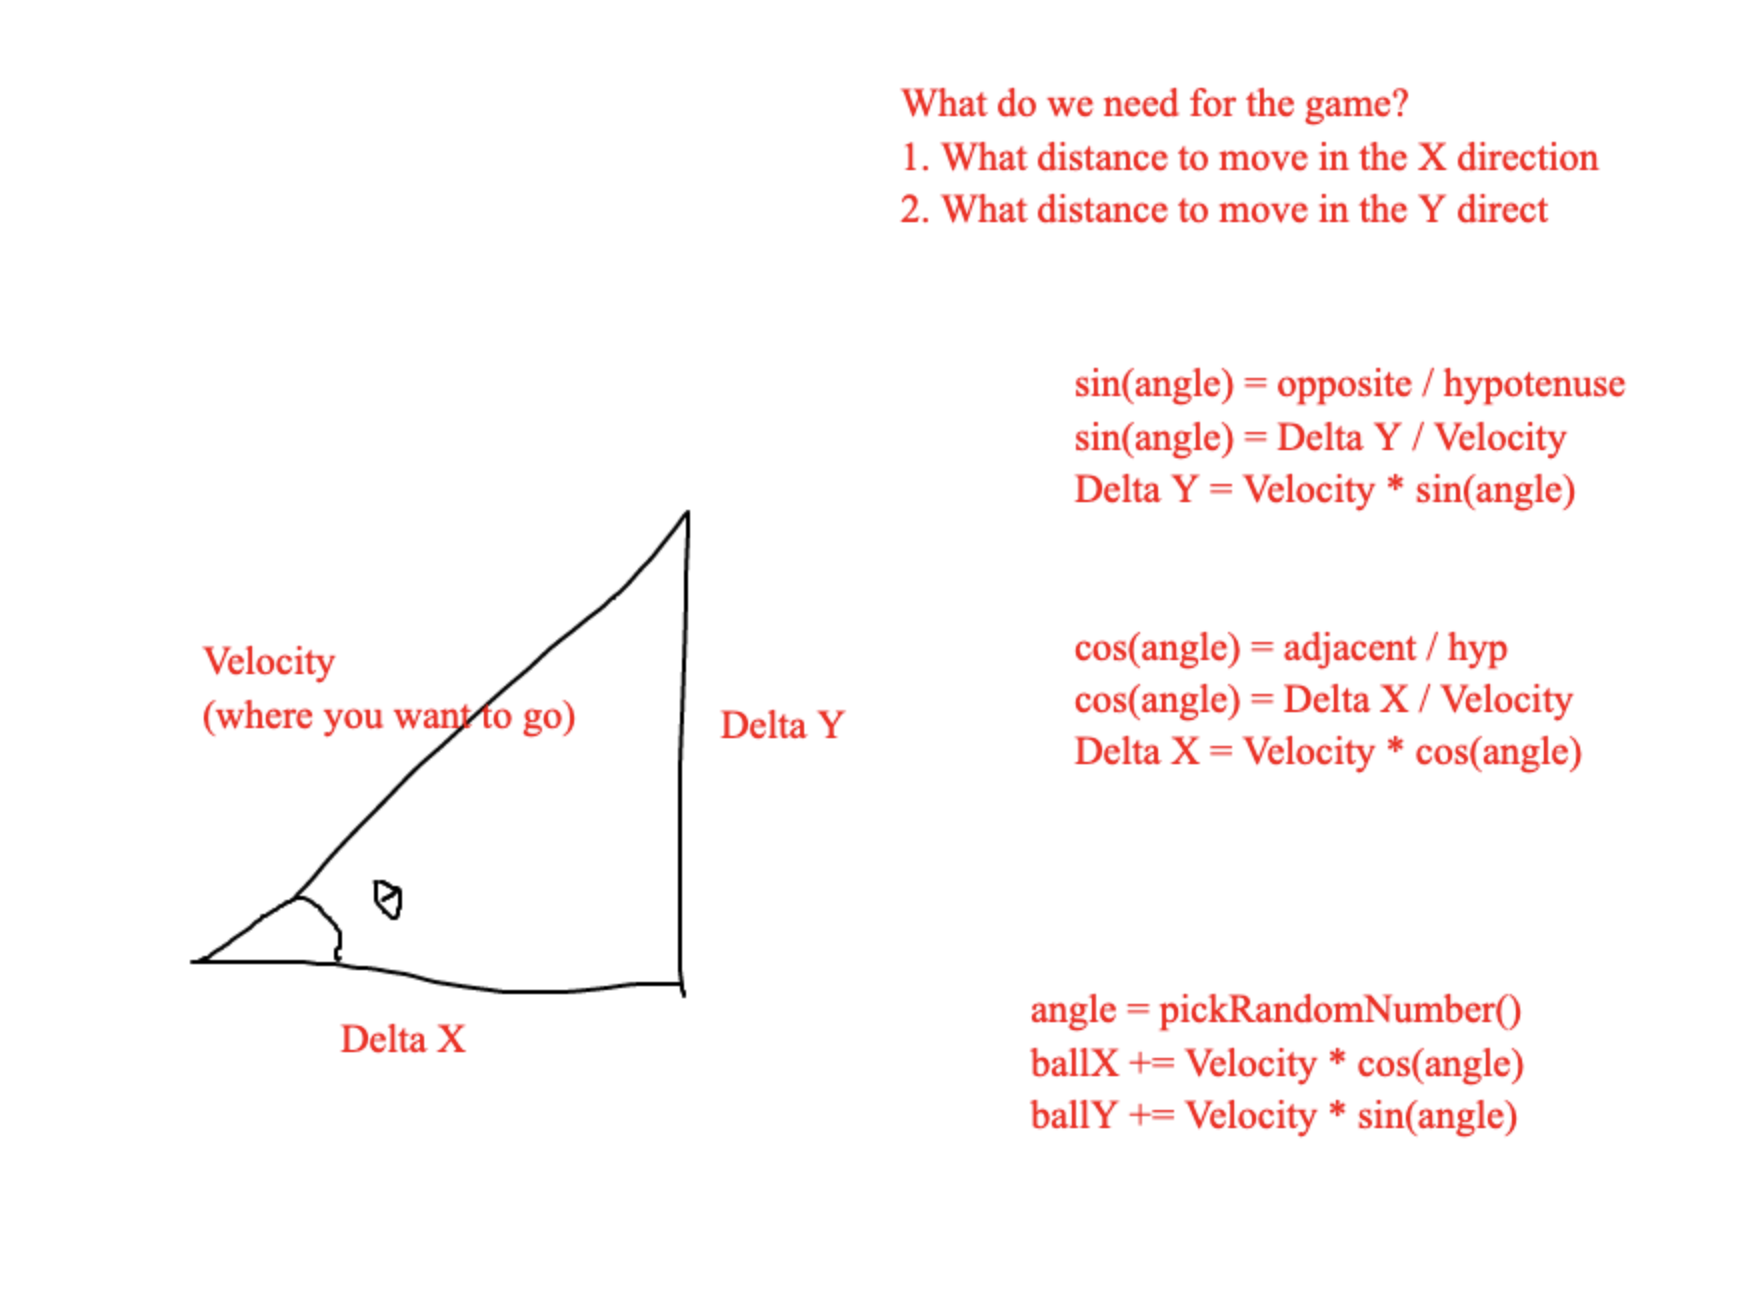 What do we need for the game?
1. What distance to move in the X direction
2. What distance to move in the Y direct
sin(angle) = opposite / hypotenuse
sin(angle) = Delta Y / Velocity
Delta Y = Velocity * sin(angle)
Velocity
(where you want to go)
Delta Y
cos(angle) = adjacent / hyp
cos(angle) = Delta X / Velocity
Delta X = Velocity * cos(angle)
Delta X
angle = pickRandomNumber()
ballX += Velocity * cos(angle)
ballY += Velocity * sin(angle)